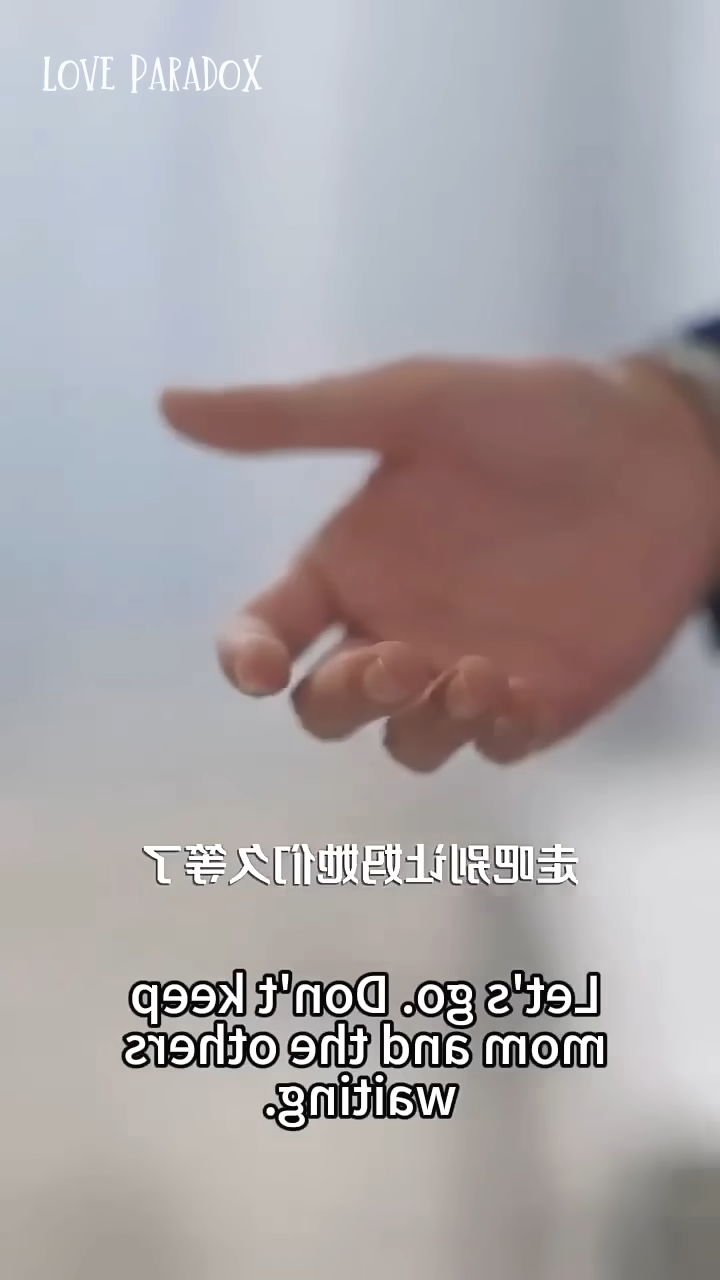 LOVE PARADOX
走吧别让妈她们久等了
Let's go. Don't keep
mom and the others
waiting.